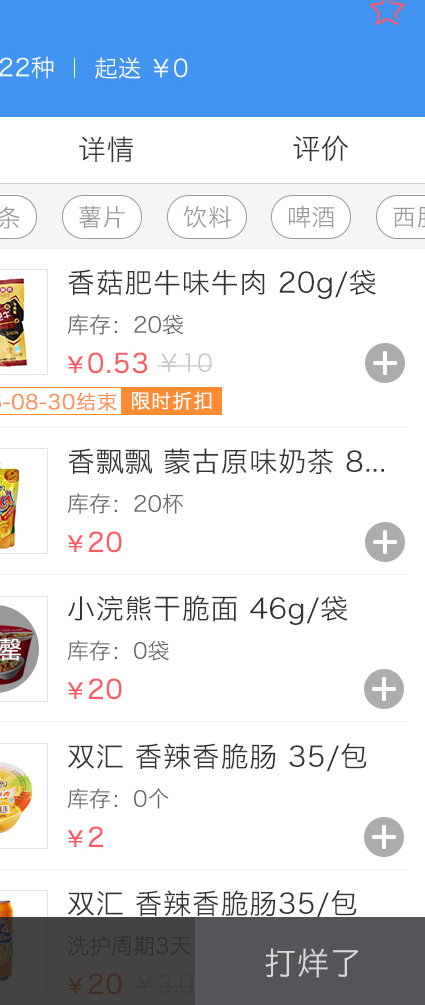 22种 | 起送 ￥0
详情 评价
条 薯片 饮料 啤酒 西
香菇肥牛味牛肉 20g/袋
库存：20袋
￥0.53 ￥10
-08-30结束 限时折扣
香飘飘 蒙古原味奶茶 8...
库存：20杯
￥20
小浣熊干脆面 46g/袋
罄
库存：0袋
￥20
双汇 香辣香脆肠 35/包
库存：0个
￥2
双汇 香辣香脆肠35/包
洗护周期3天
￥20 ￥3.0
打烊了